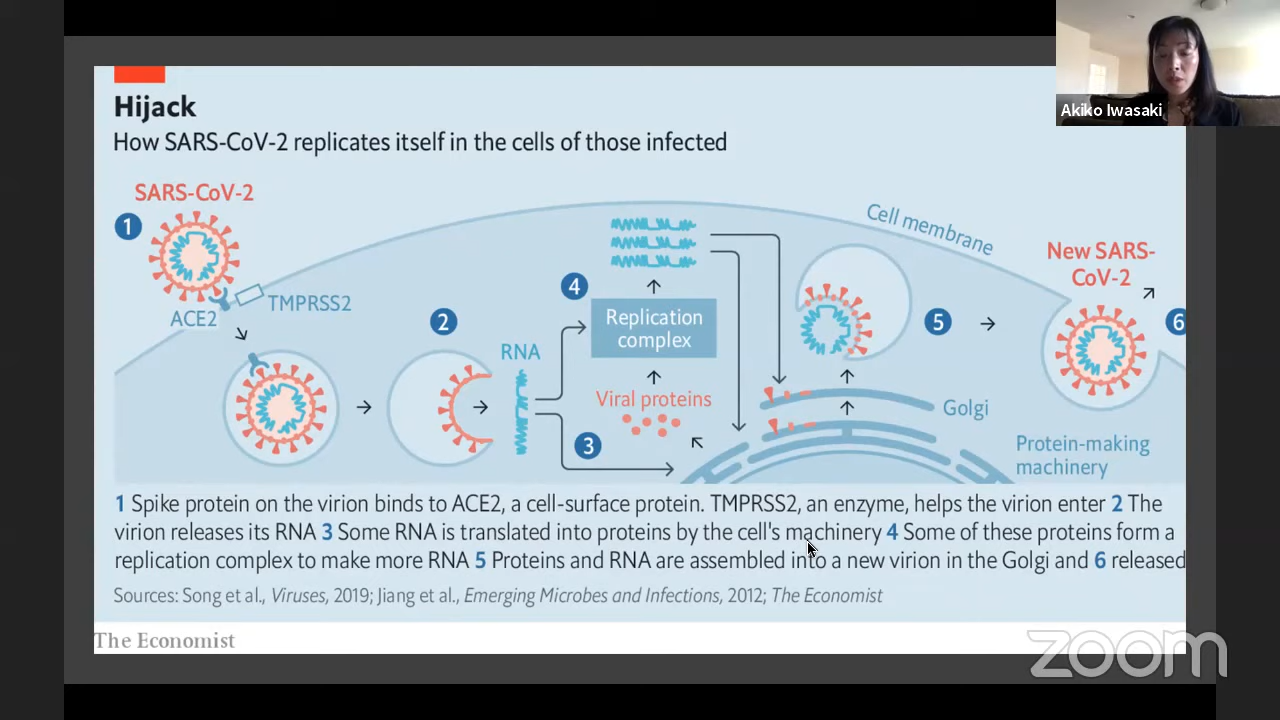 Akiko Iwasaki
Hijack
How SARS-CoV-2 replicates itself in the cells of those infected
SARS-CoV-2
1
TMPRSS2
ACE2
2
RNA
4
Replication
complex
Viral proteins
3
Cell membrane
5
Golgi
Protein-making
machinery
New SARS-
CoV-2
6
1 Spike protein on the virion binds to ACE2, a cell-surface protein. TMPRSS2, an enzyme, helps the virion enter 2 The
virion releases its RNA 3 Some RNA is translated into proteins by the cell's machinery 4 Some of these proteins form a
replication complex to make more RNA 5 Proteins and RNA are assembled into a new virion in the Golgi and 6 released
Sources: Song et al., Viruses, 2019; Jiang et al., Emerging Microbes and Infections, 2012; The Economist
The Economist
zoom